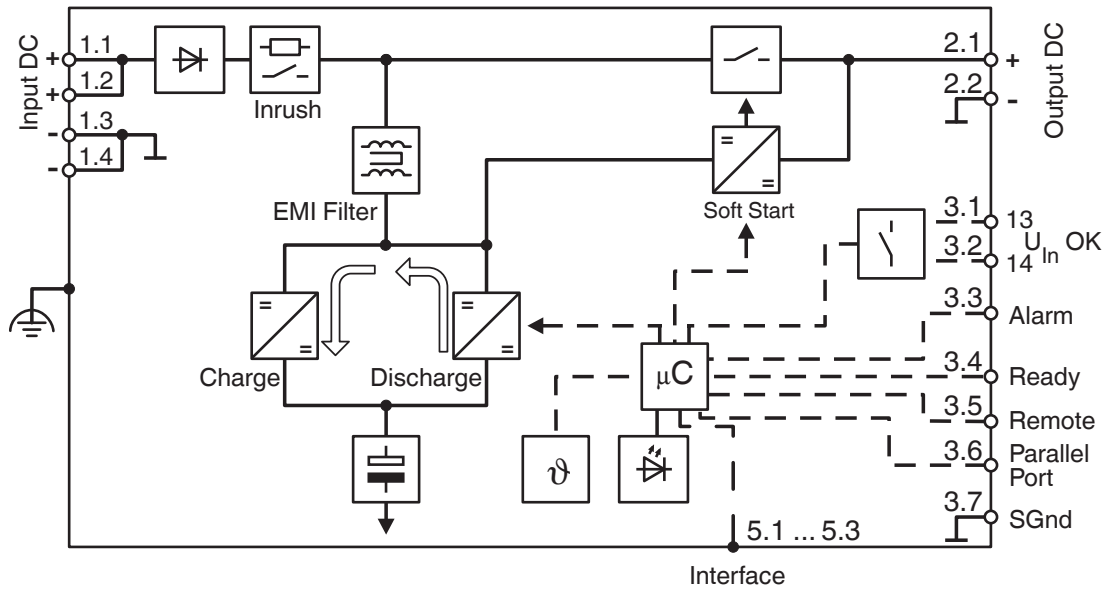 Input DC
+ 1.1
+ 1.2
- 1.3
- 1.4
Inrush
EMI Filter
Charge
Discharge
= =
= =
Soft Start
= =
μC
ϑ
2.1 +
2.2 -
Output DC
3.1 13
3.2 14
UIn OK
3.3 Alarm
3.4 Ready
3.5 Remote
3.6 Parallel
Port
3.7 SGnd
5.1 ... 5.3
Interface